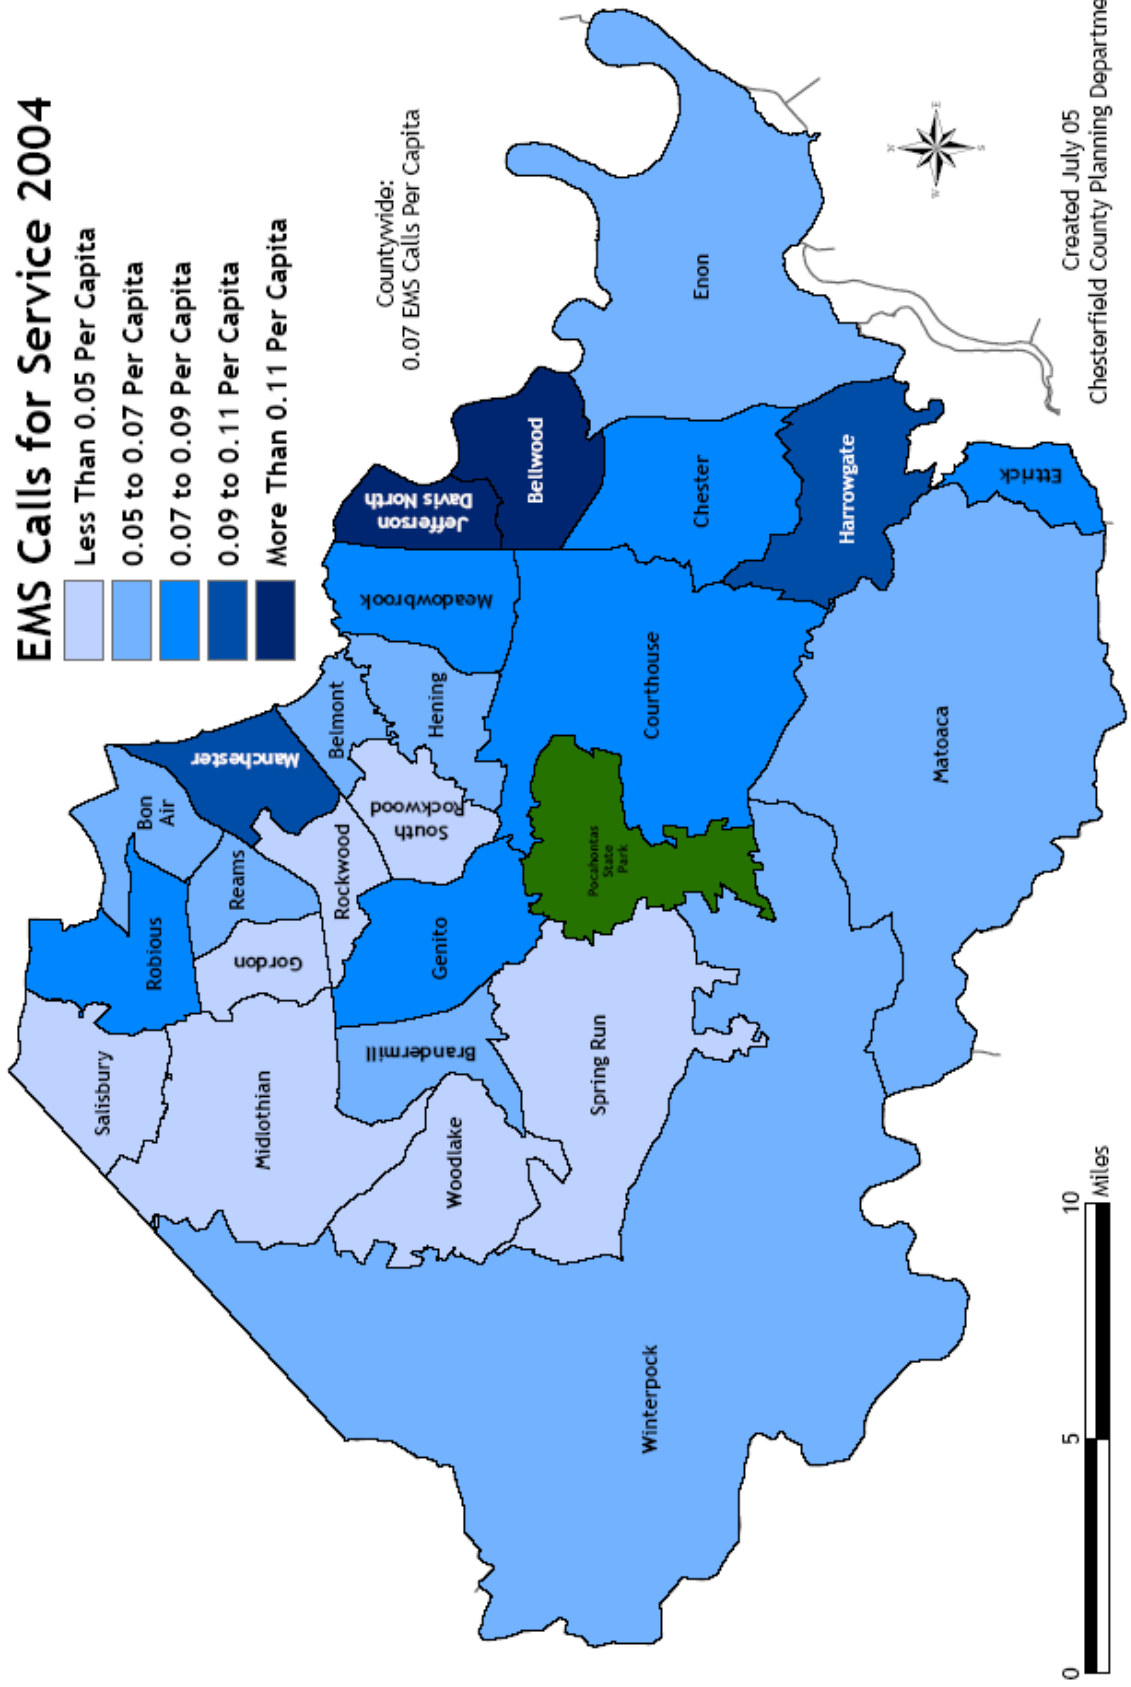 EMS Calls for Service 2004
Less Than 0.05 Per Capita
0.05 to 0.07 Per Capita
0.07 to 0.09 Per Capita
0.09 to 0.11 Per Capita
More Than 0.11 Per Capita
Countywide:
0.07 EMS Calls Per Capita
Salisbury
Robious
Bon
Air
Manchester
Midlothian
Gordon
Reams
Rockwood
Belmont
South
Rockwood
Hening
Meadowbrook
Jefferson
Davis North
Bellwood
Woodlake
Brandermill
Genito
Spring Run
Pocahontas
State
Park
Courthouse
Chester
Enon
Harrowgate
Winterpock
Matoaca
Ettrick
N
E
S
W
0
5
10
Miles
Created July 05
Chesterfield County Planning Departme